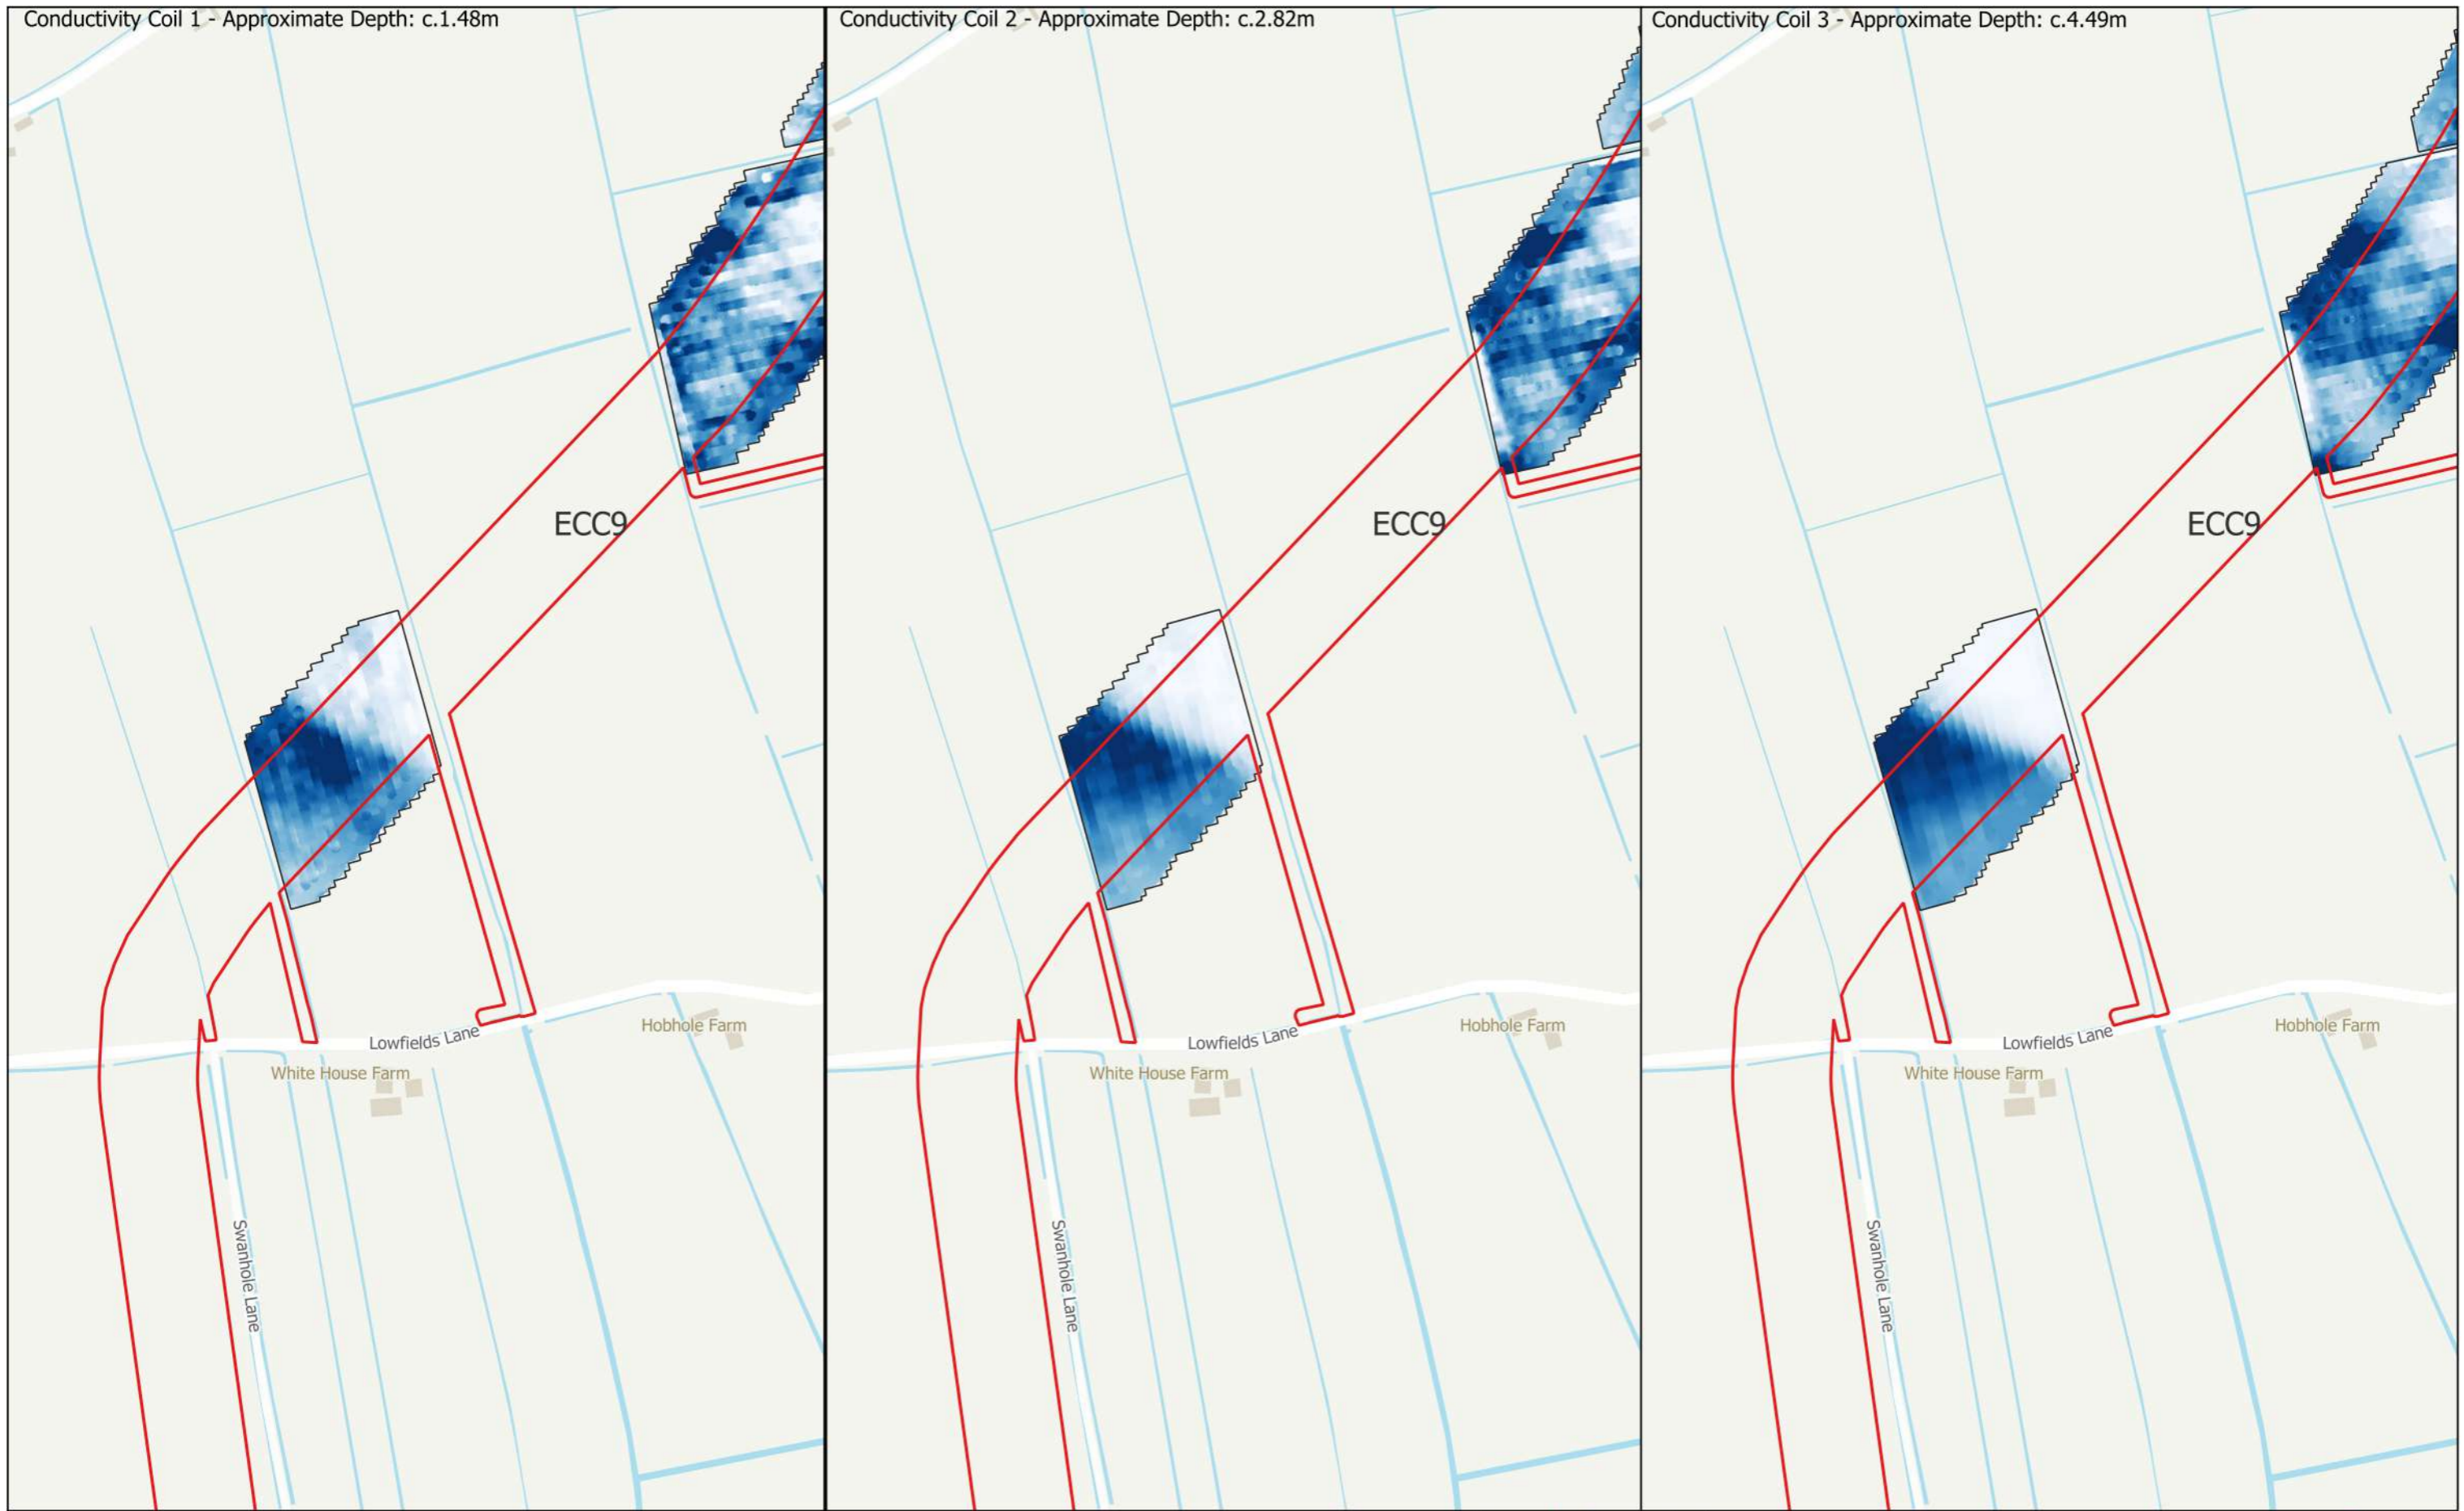 Conductivity Coil 1 - Approximate Depth: c.1.48m
ECC9
Hobhole Farm
Lowfields Lane
White House Farm
Swanhole Lane
Conductivity Coil 2 - Approximate Depth: c.2.82m
ECC9
Hobhole Farm
Lowfields Lane
White House Farm
Swanhole Lane
Conductivity Coil 3 - Approximate Depth: c.4.49m
ECC9
Hobhole Farm
Lowfields Lane
White House Farm
Swanhole Lane